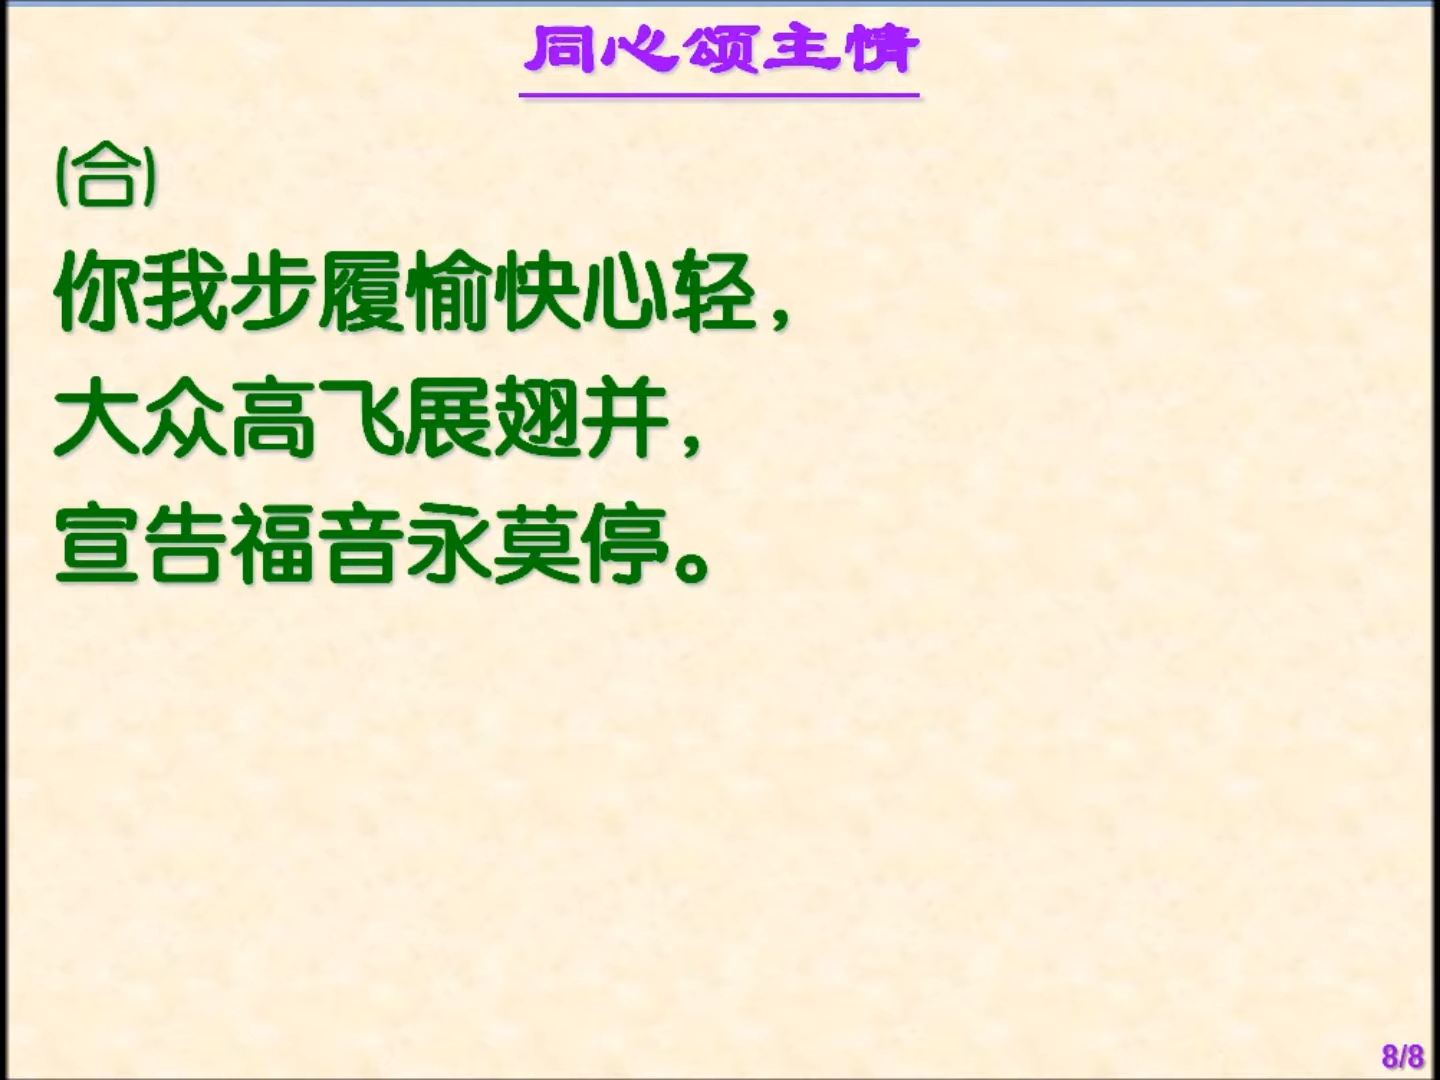 同心颂主情
(合)
你我步履愉快心轻，
大众高飞展翅并，
宣告福音永莫停。
8/8